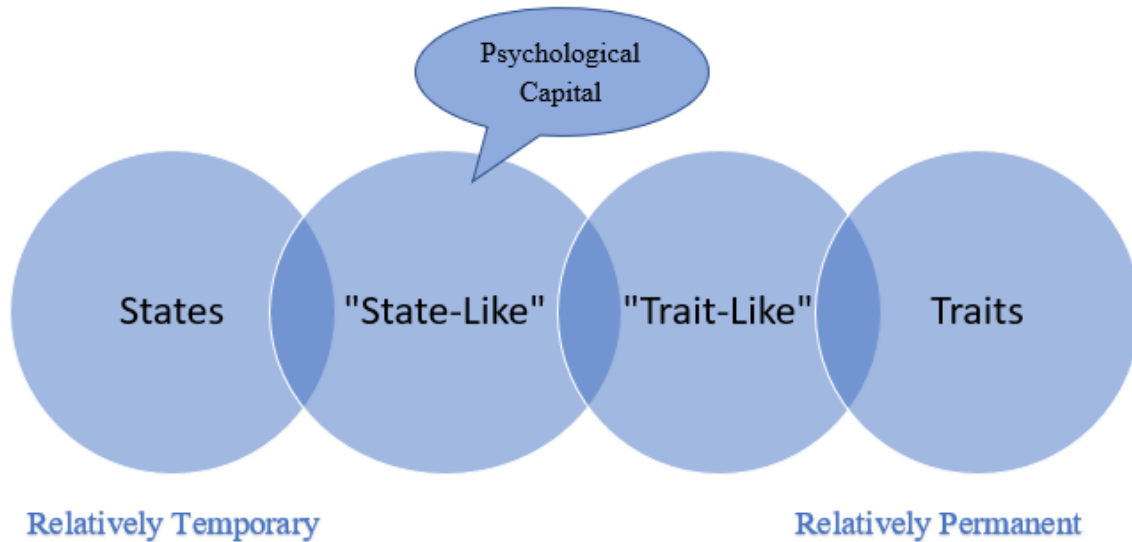 Psychological
Capital
States
"State-Like"
"Trait-Like"
Traits
Relatively Temporary
Relatively Permanent